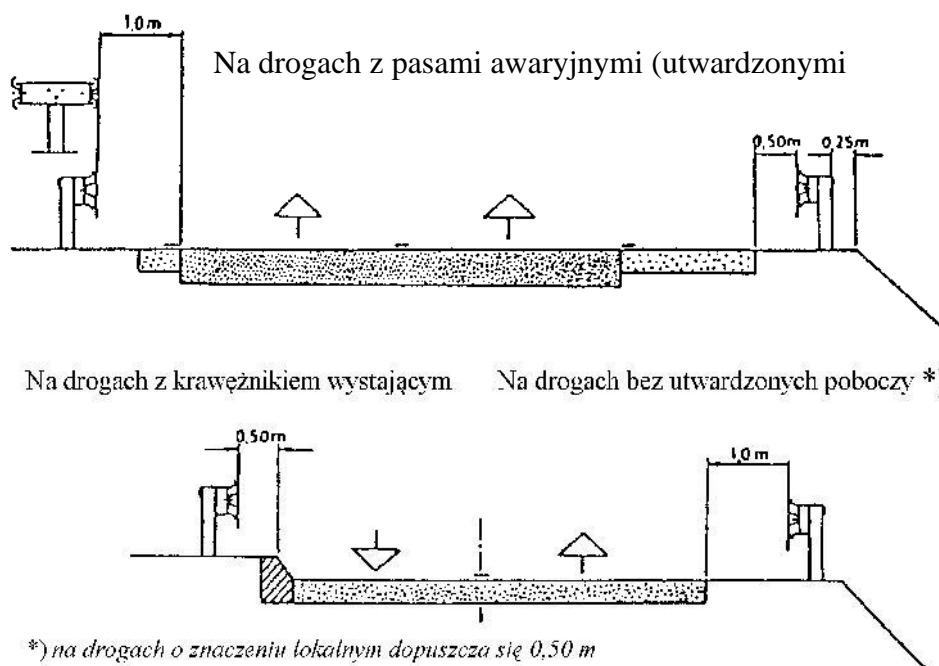 1,0 m
Na drogach z pasami awaryjnymi (utwardzonymi
0,50m 0,25m
Na drogach z krawężnikiem wystającym Na drogach bez utwardzonych poboczy *)
0,50m
1,0 m
*) na drogach o znaczeniu lokalnym dopuszcza się 0,50 m